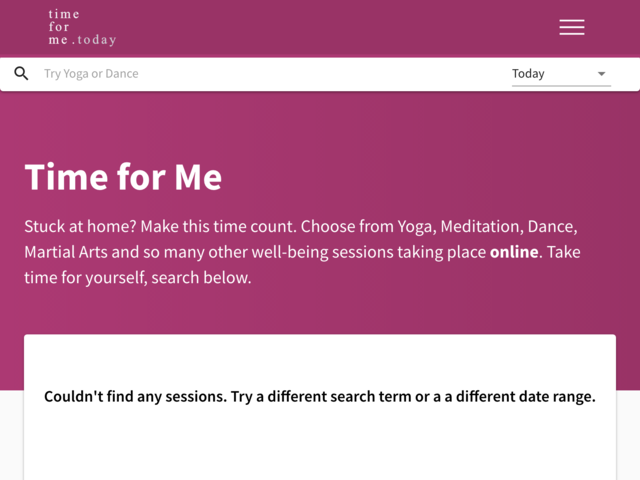 time
for
me.today
Try Yoga or Dance
Today
Time for Me
Stuck at home? Make this time count. Choose from Yoga, Meditation, Dance,
Martial Arts and so many other well-being sessions taking place online. Take
time for yourself, search below.
Couldn't find any sessions. Try a different search term or a a different date range.